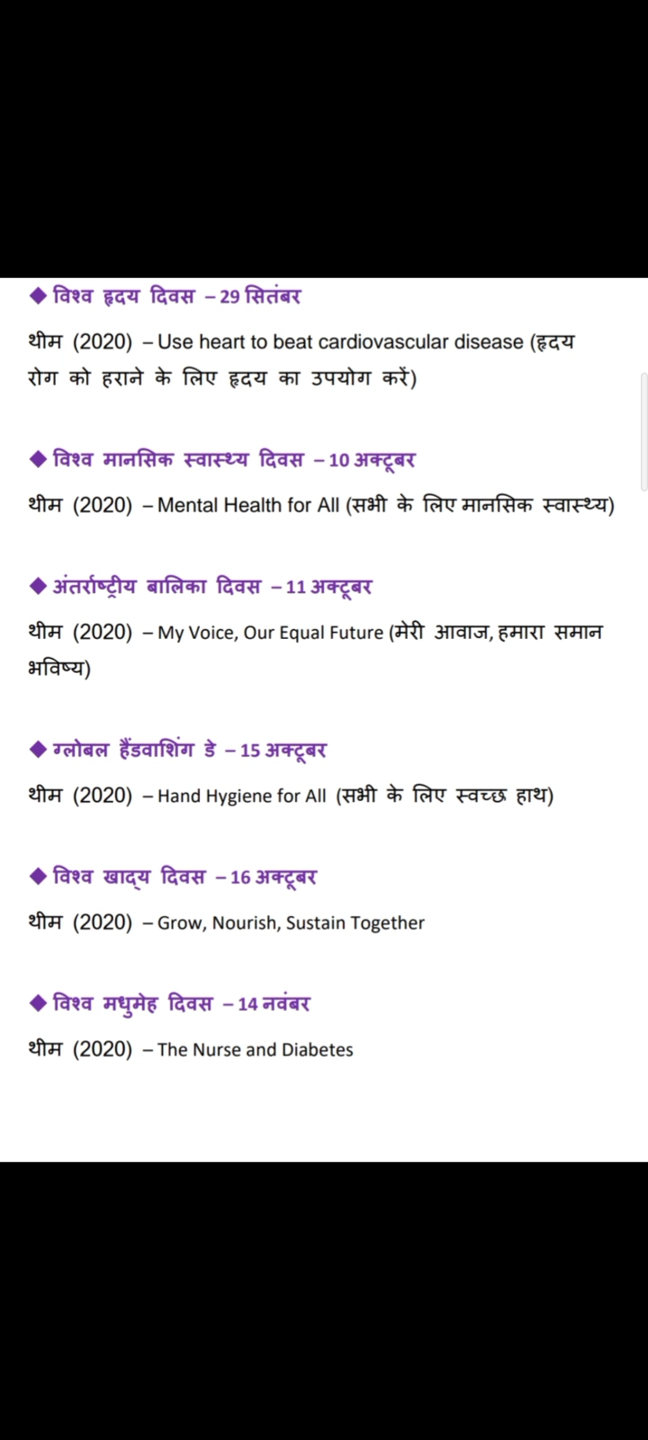 ◆ विश्व हृदय दिवस – 29 सितंबर
थीम (2020) – Use heart to beat cardiovascular disease (हृदय
रोग को हराने के लिए हृदय का उपयोग करें)
◆ विश्व मानसिक स्वास्थ्य दिवस – 10 अक्टूबर
थीम (2020) – Mental Health for All (सभी के लिए मानसिक स्वास्थ्य)
◆ अंतर्राष्ट्रीय बालिका दिवस – 11 अक्टूबर
थीम (2020) – My Voice, Our Equal Future (मेरी आवाज, हमारा समान
भविष्य)
◆ ग्लोबल हैंडवाशिंग डे – 15 अक्टूबर
थीम (2020) – Hand Hygiene for All (सभी के लिए स्वच्छ हाथ)
◆ विश्व खाद्य दिवस – 16 अक्टूबर
थीम (2020) – Grow, Nourish, Sustain Together
◆ विश्व मधुमेह दिवस – 14 नवंबर
थीम (2020) – The Nurse and Diabetes